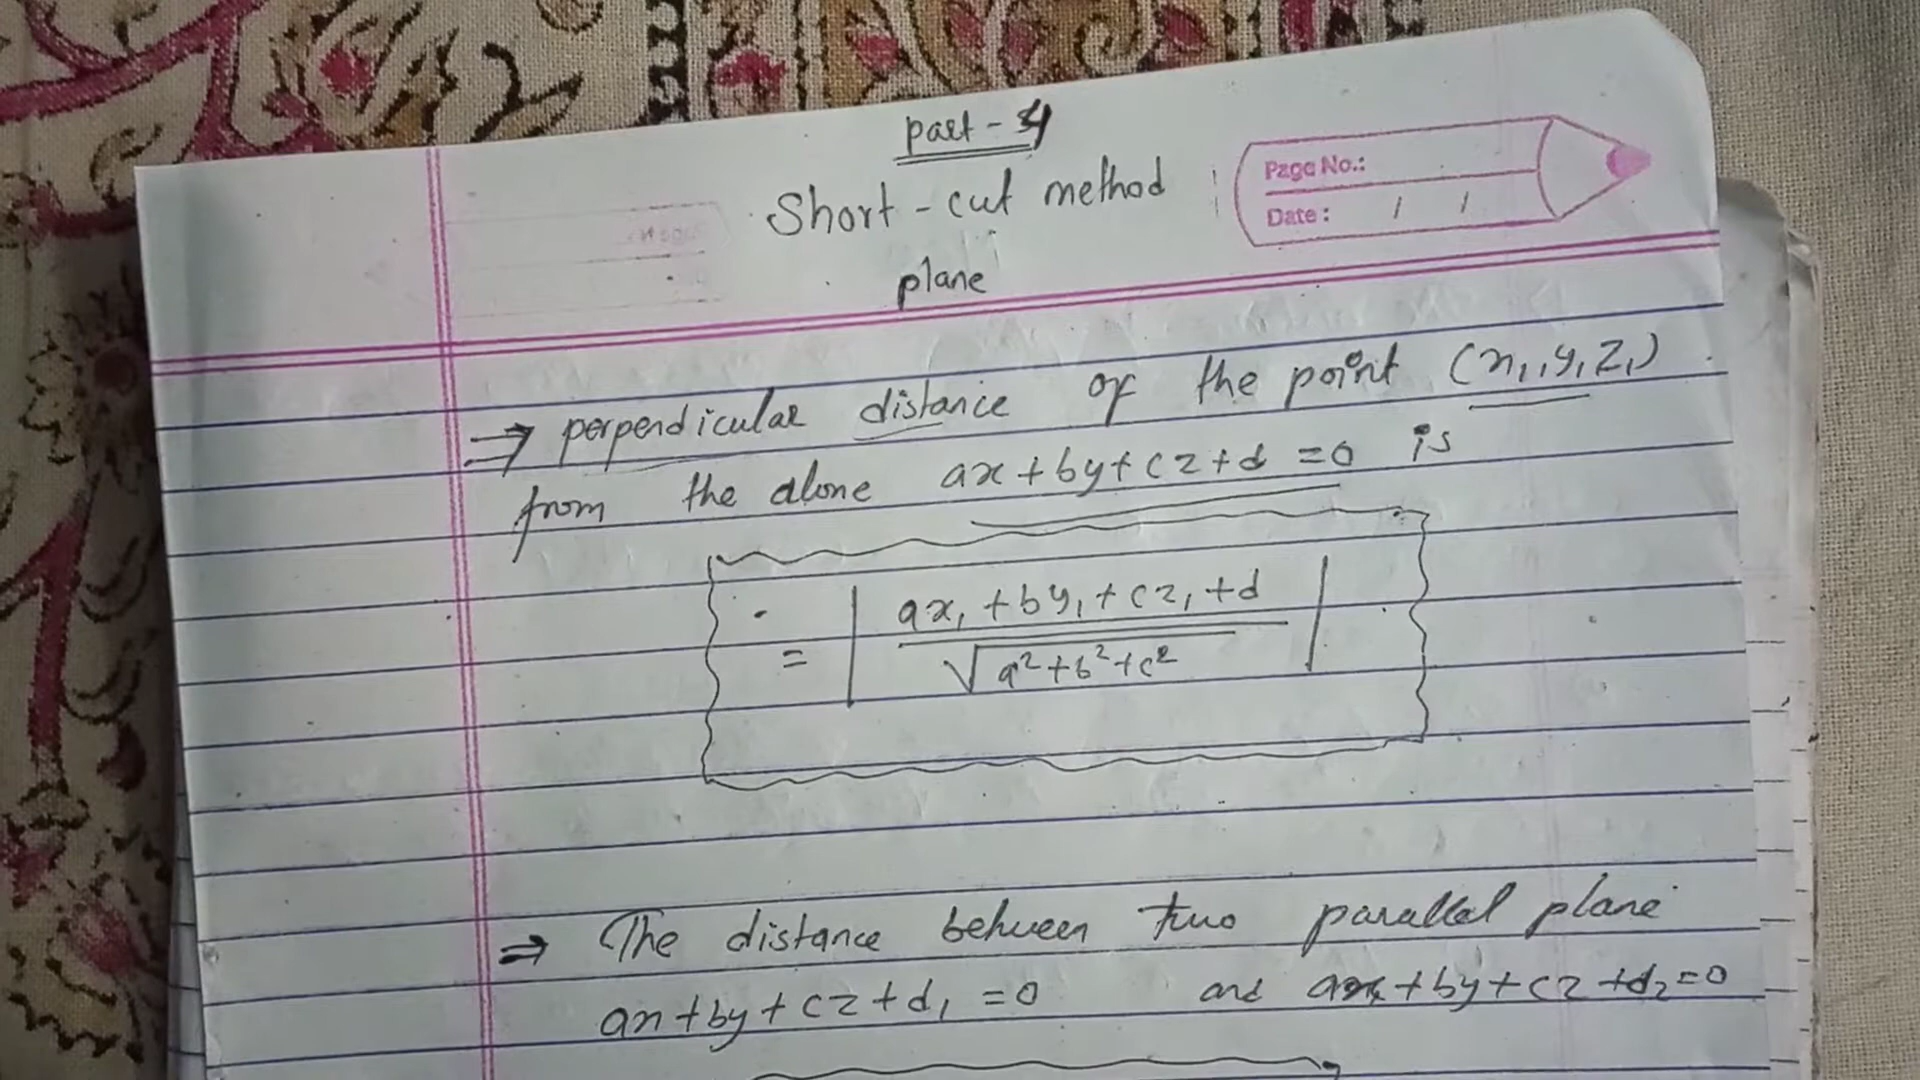 part - 4
Short - cut method
plane
Page No.:
Date : / /
⇒ perpendicular distance of the point (x₁, y₁ z₁)
from the alone ax + by + cz + d = 0 is
= | ax₁ + by₁ + cz₁ + d / √a² + b² + c² |
⇒ The distance between two parallel plane
ax + by + cz + d₁ = 0 and ax + by + cz + d₂ = 0